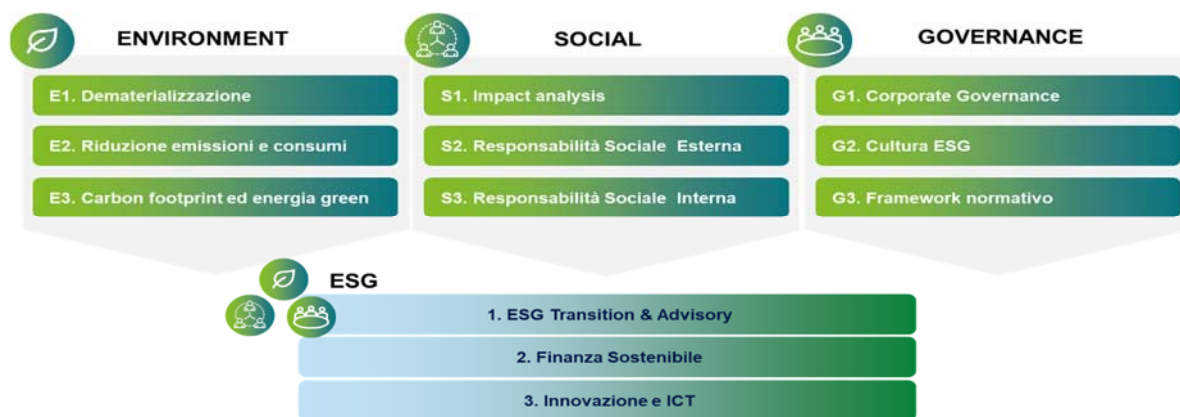 ENVIRONMENT
E1. Dematerializzazione
E2. Riduzione emissioni e consumi
E3. Carbon footprint ed energia green
SOCIAL
S1. Impact analysis
S2. Responsabilità Sociale Esterna
S3. Responsabilità Sociale Interna
GOVERNANCE
G1. Corporate Governance
G2. Cultura ESG
G3. Framework normativo
ESG
1. ESG Transition & Advisory
2. Finanza Sostenibile
3. Innovazione e ICT